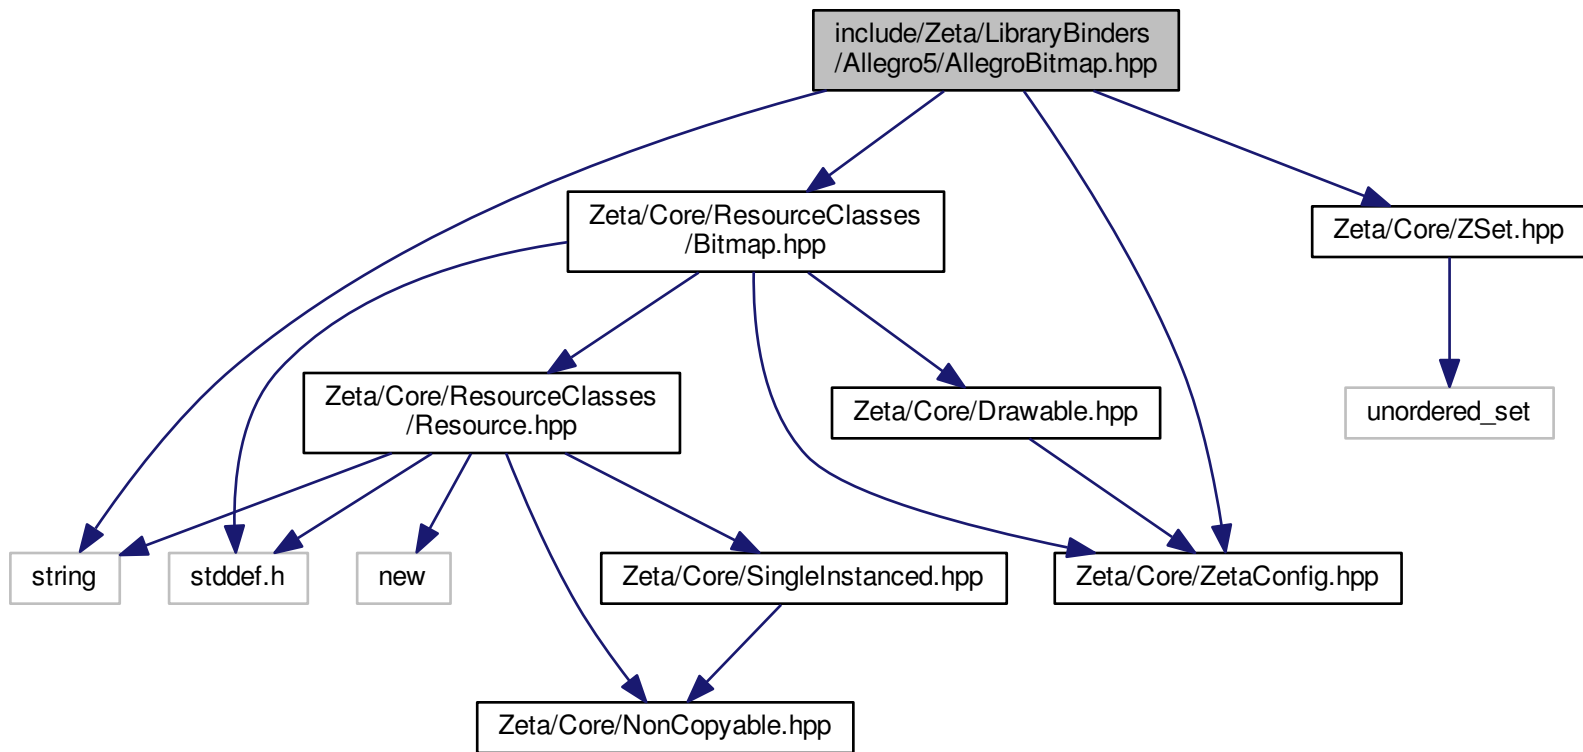 include/Zeta/LibraryBinders
/Allegro5/AllegroBitmap.hpp
Zeta/Core/ResourceClasses
/Bitmap.hpp
Zeta/Core/ZSet.hpp
Zeta/Core/ResourceClasses
/Resource.hpp
Zeta/Core/Drawable.hpp
unordered_set
string
stddef.h
new
Zeta/Core/SingleInstanced.hpp
Zeta/Core/ZetaConfig.hpp
Zeta/Core/NonCopyable.hpp